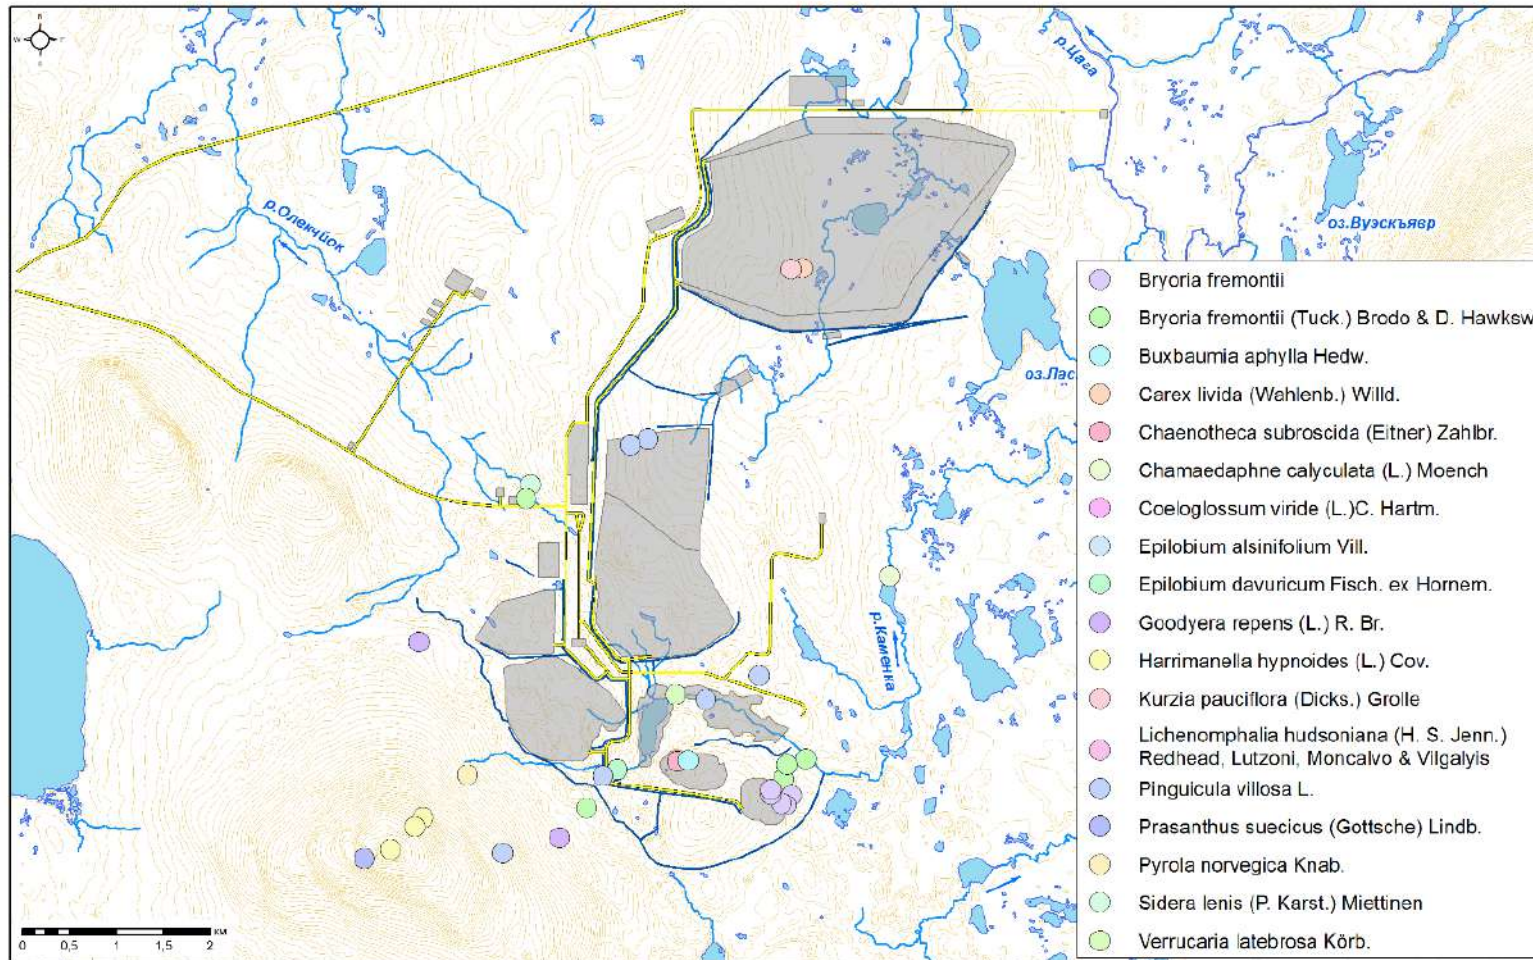 р.Цага
р.Олекчйок
оз.Вуэскъявр
оз.Лас
р.Каменка
Bryoria fremontii
Bryoria fremontii (Tuck.) Brodo & D. Hawksw
Buxbaumia aphylla Hedw.
Carex livida (Wahlenb.) Willd.
Chaenotheca subroscida (Eitner) Zahlbr.
Chamaedaphne calyculata (L.) Moench
Coeloglossum viride (L.)C. Hartm.
Epilobium alsinifolium Vill.
Epilobium davuricum Fisch. ex Hornem.
Goodyera repens (L.) R. Br.
Harrimanella hypnoides (L.) Cov.
Kurzia pauciflora (Dicks.) Grolle
Lichenomphalia hudsoniana (H. S. Jenn.)
Redhead, Lutzoni, Moncalvo & Vilgalyis
Pinguicula villosa L.
Prasanthus suecicus (Gottsche) Lindb.
Pyrola norvegica Knab.
Sidera lenis (P. Karst.) Miettinen
Verrucaria latebrosa Körb.
км
0 0,5 1 1,5 2